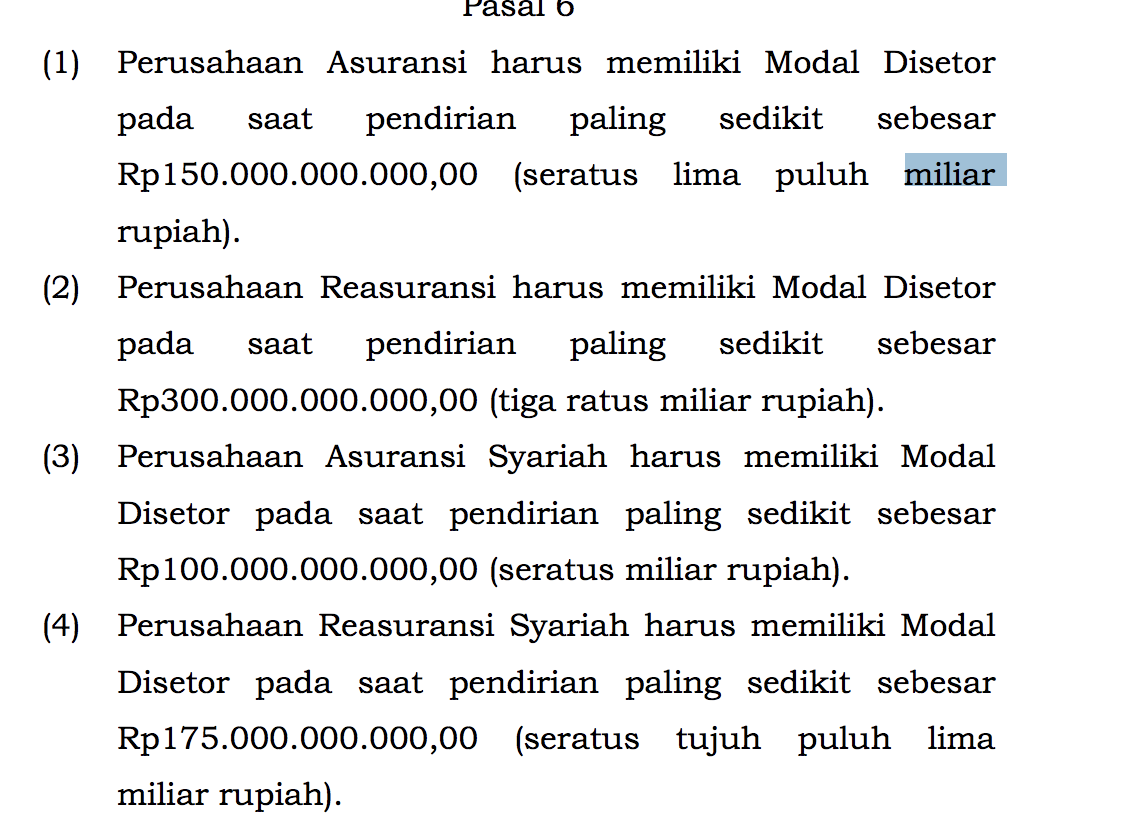 Pasal 6
(1) Perusahaan Asuransi harus memiliki Modal Disetor
pada saat pendirian paling sedikit sebesar
Rp150.000.000.000,00 (seratus lima puluh miliar
rupiah).
(2) Perusahaan Reasuransi harus memiliki Modal Disetor
pada saat pendirian paling sedikit sebesar
Rp300.000.000.000,00 (tiga ratus miliar rupiah).
(3) Perusahaan Asuransi Syariah harus memiliki Modal
Disetor pada saat pendirian paling sedikit sebesar
Rp100.000.000.000,00 (seratus miliar rupiah).
(4) Perusahaan Reasuransi Syariah harus memiliki Modal
Disetor pada saat pendirian paling sedikit sebesar
Rp175.000.000.000,00 (seratus tujuh puluh lima
miliar rupiah).